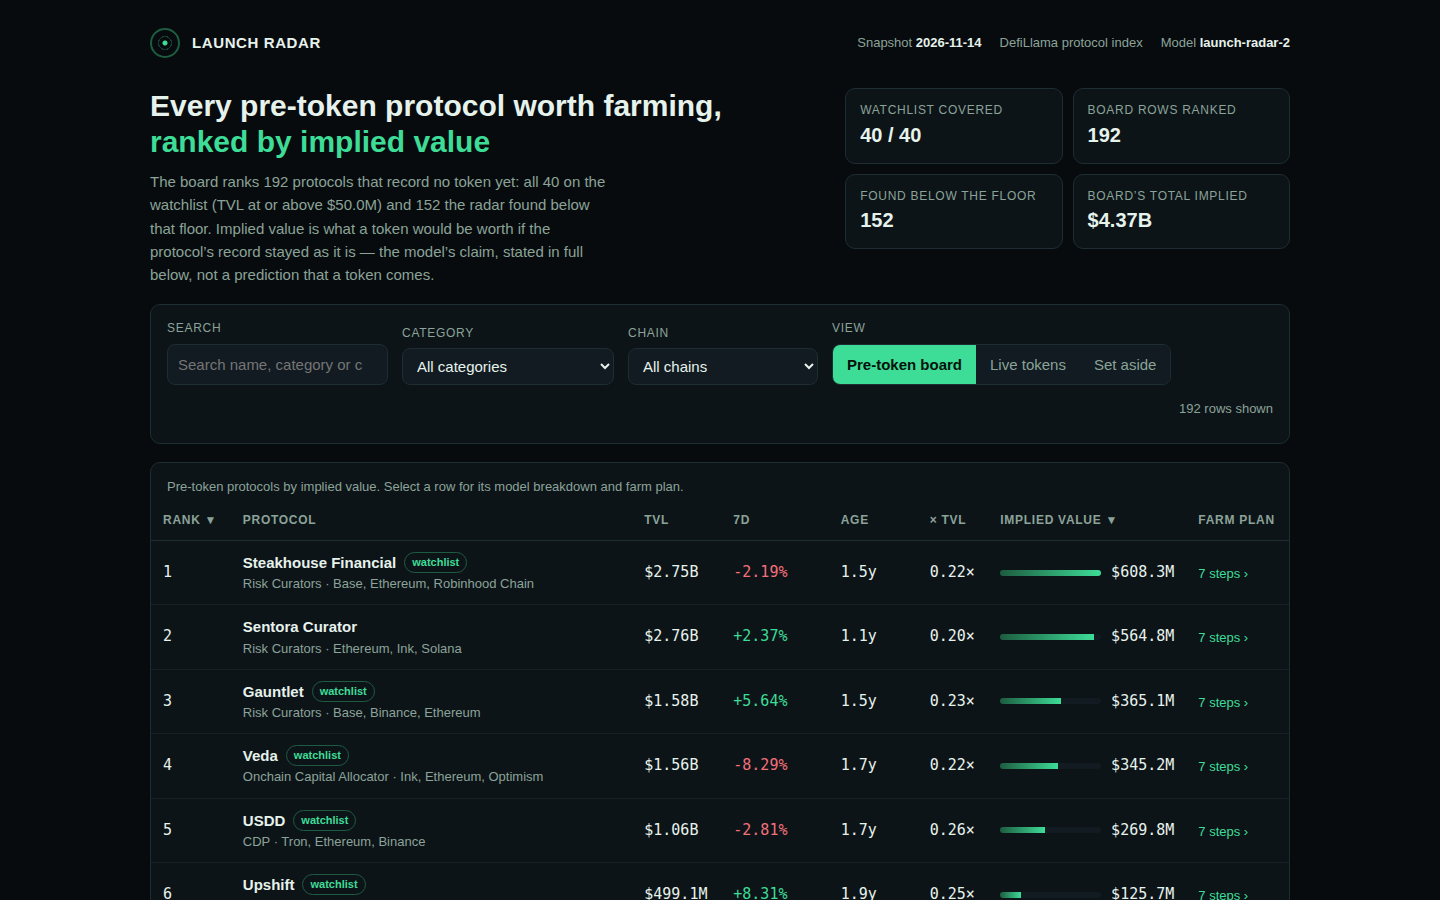 LAUNCH RADAR
Snapshot 2026-11-14 DefiLlama protocol index Model launch-radar-2
Every pre-token protocol worth farming,
ranked by implied value
The board ranks 192 protocols that record no token yet: all 40 on the
watchlist (TVL at or above $50.0M) and 152 the radar found below
that floor. Implied value is what a token would be worth if the
protocol’s record stayed as it is — the model’s claim, stated in full
below, not a prediction that a token comes.
WATCHLIST COVERED
40 / 40
BOARD ROWS RANKED
192
FOUND BELOW THE FLOOR
152
BOARD’S TOTAL IMPLIED
$4.37B
SEARCH
Search name, category or c
CATEGORY
All categories
CHAIN
All chains
VIEW
Pre-token board Live tokens Set aside
192 rows shown
Pre-token protocols by implied value. Select a row for its model breakdown and farm plan.
RANK ▼ PROTOCOL TVL 7D AGE × TVL IMPLIED VALUE ▼ FARM PLAN
1 Steakhouse Financial watchlist $2.75B -2.19% 1.5y 0.22× $608.3M 7 steps ›
Risk Curators · Base, Ethereum, Robinhood Chain
2 Sentora Curator $2.76B +2.37% 1.1y 0.20× $564.8M 7 steps ›
Risk Curators · Ethereum, Ink, Solana
3 Gauntlet watchlist $1.58B +5.64% 1.5y 0.23× $365.1M 7 steps ›
Risk Curators · Base, Binance, Ethereum
4 Veda watchlist $1.56B -8.29% 1.7y 0.22× $345.2M 7 steps ›
Onchain Capital Allocator · Ink, Ethereum, Optimism
5 USDD watchlist $1.06B -2.81% 1.7y 0.26× $269.8M 7 steps ›
CDP · Tron, Ethereum, Binance
6 Upshift watchlist $499.1M +8.31% 1.9y 0.25× $125.7M 7 steps ›